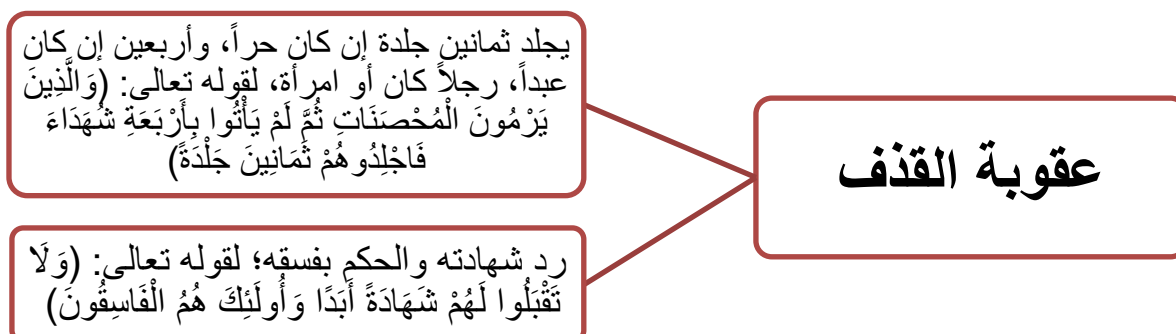 عقوبة القذف
يجلد ثمانين جلدة إن كان حراً، وأربعين إن كان
عبداً، رجلاً كان أو امرأة، لقوله تعالى: (وَالَّذِينَ
يَرْمُونَ الْمُحْصَنَاتِ ثُمَّ لَمْ يَأْتُوا بِأَرْبَعَةِ شُهَدَاءَ
فَاجْلِدُوهُمْ ثَمَانِينَ جَلْدَةً)
رد شهادته والحكم بفسقه؛ لقوله تعالى: (وَلَا
تَقْبَلُوا لَهُمْ شَهَادَةً أَبَدًا وَأُولَئِكَ هُمُ الْفَاسِقُونَ)